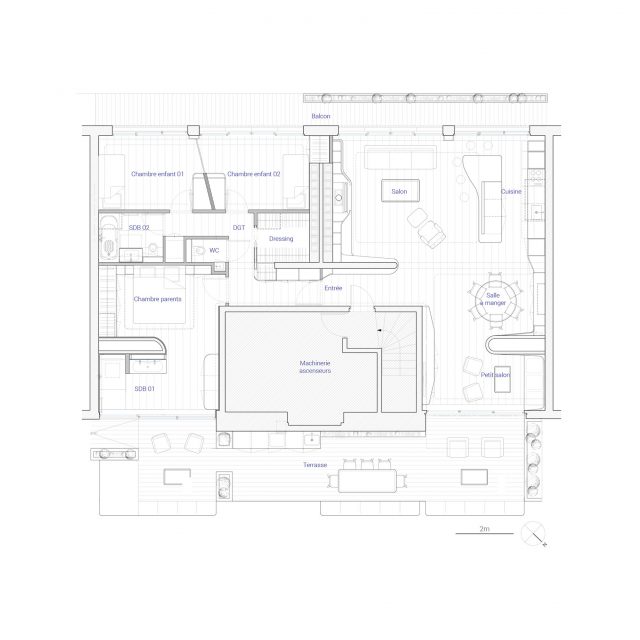 Balcon
Chambre enfant 01
Chambre enfant 02
Salon
Cuisine
SDB 02
DGT
Dressing
WC
Entrée
Chambre parents
Salle
à manger
Machinerie
ascenseurs
Petit salon
SDB 01
Terrasse
2m
N